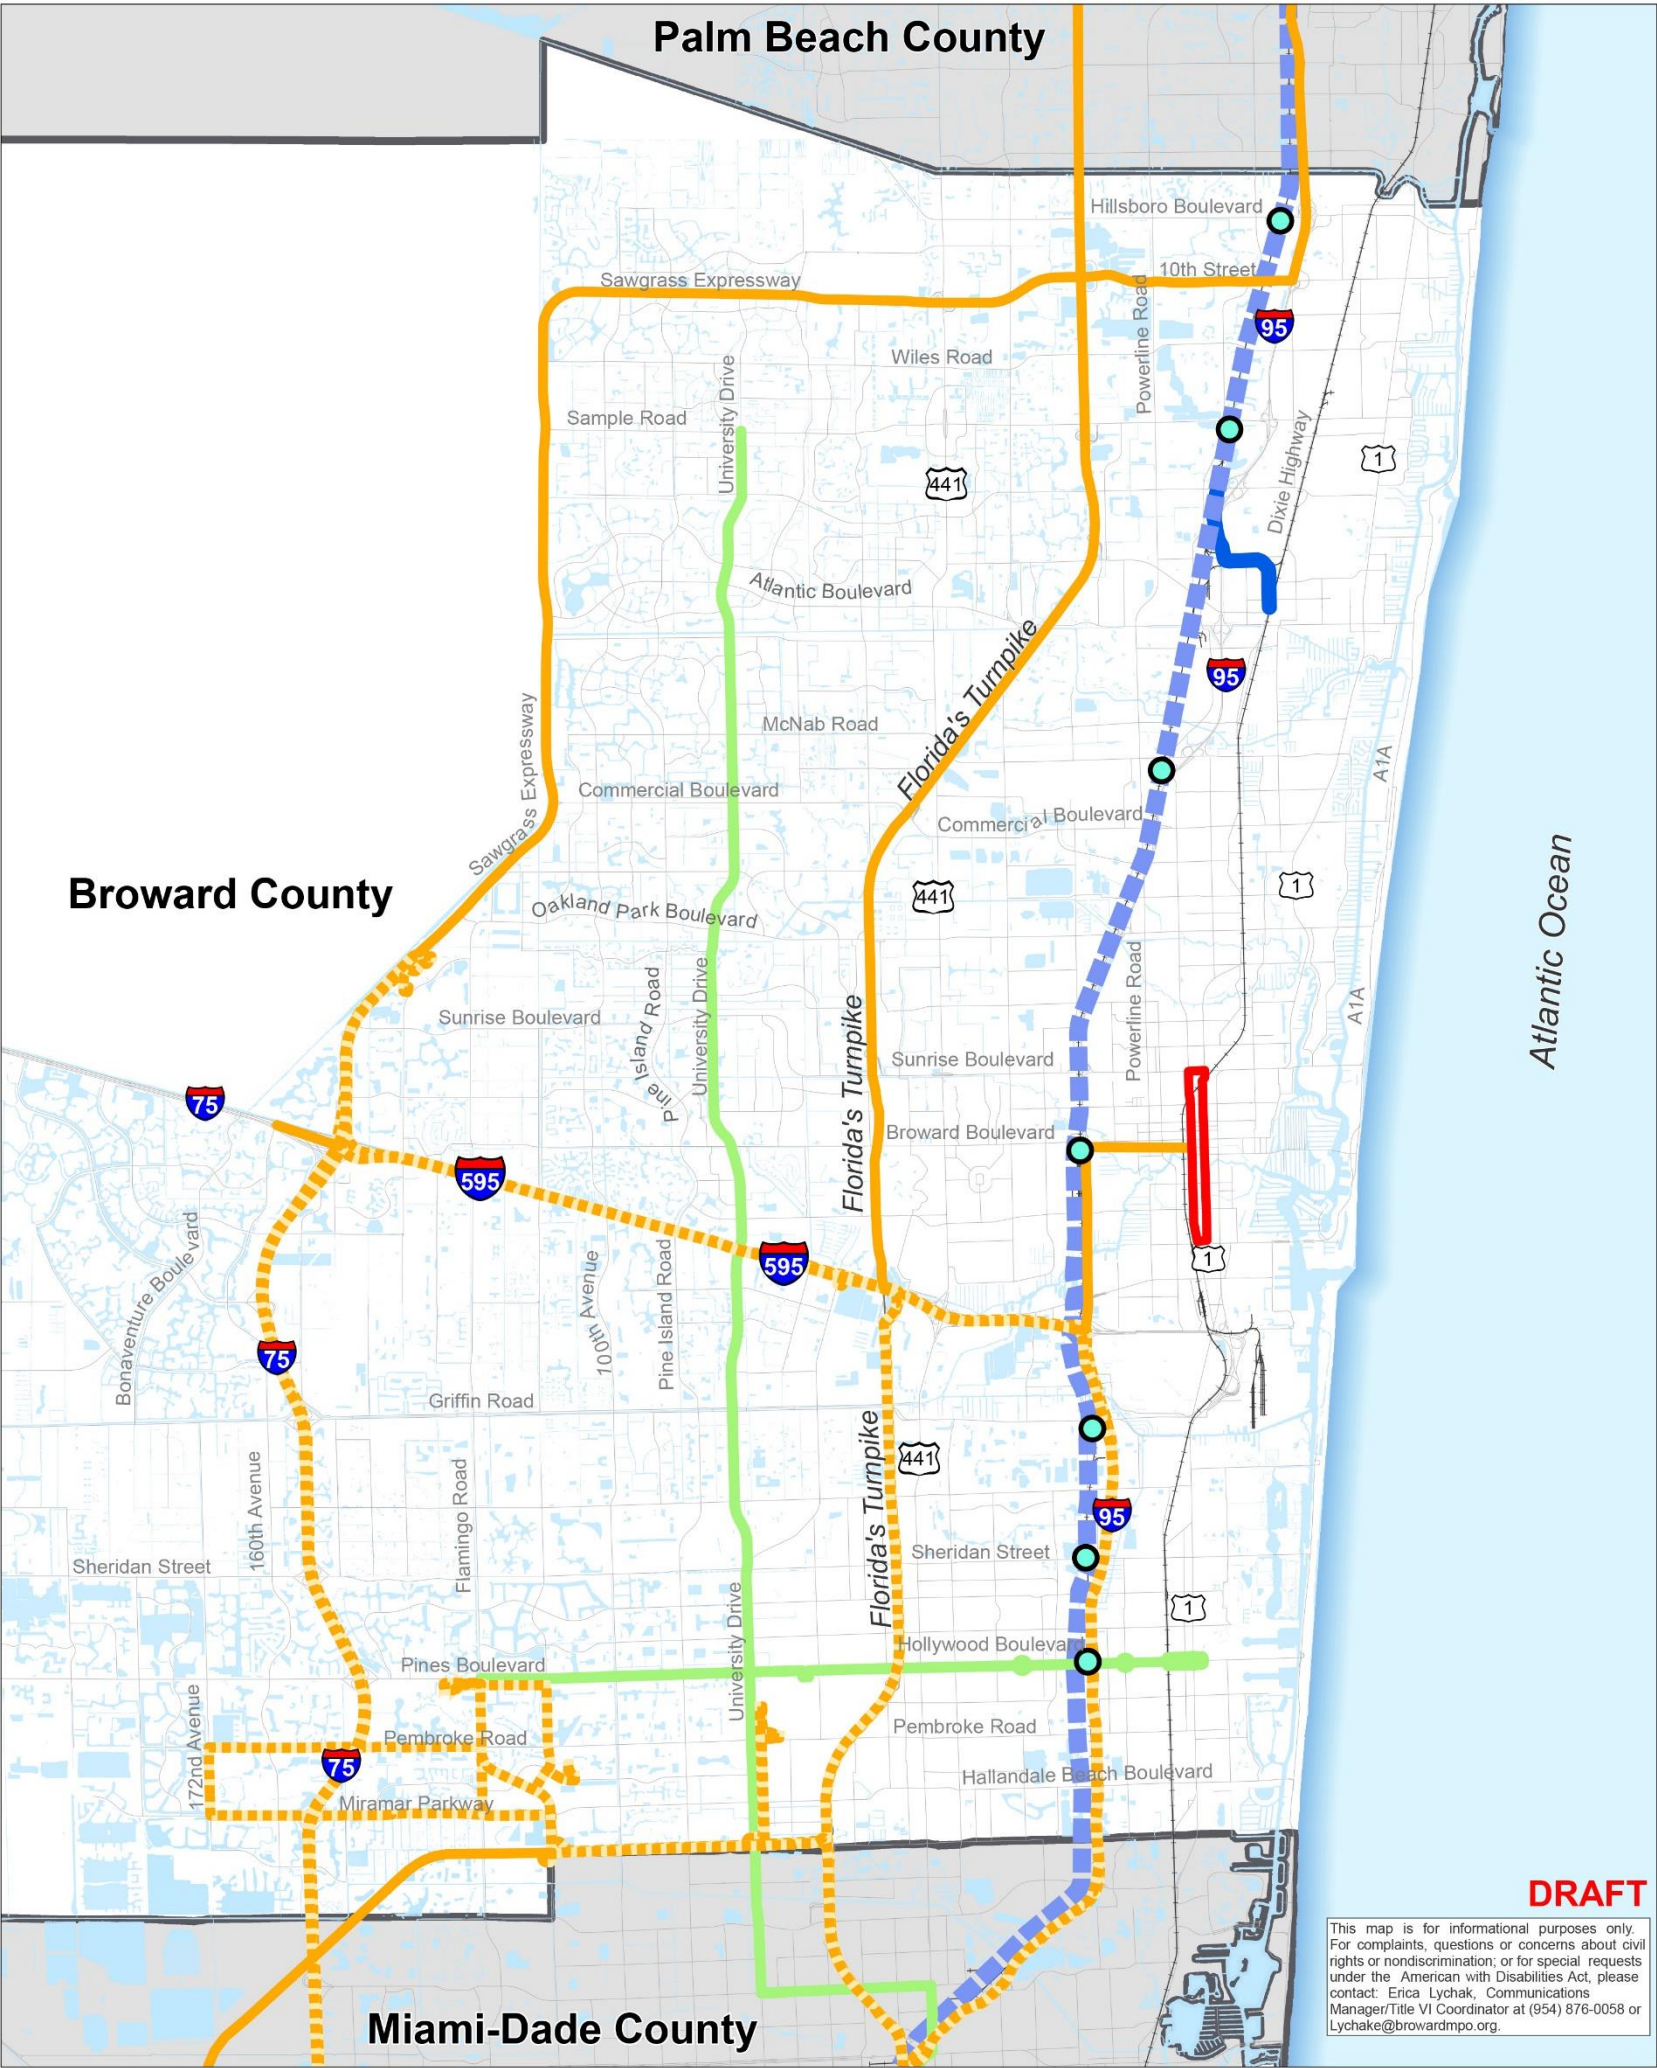 Palm Beach County
Hillsboro Boulevard
10th Street
Sawgrass Expressway
Powerline Road
95
Wiles Road
University Drive
Sample Road
Dixie Highway
1
441
Atlantic Boulevard
Florida's Turnpike
95
Sawgrass Expressway
McNab Road
A1A
Commercial Boulevard
Commercial Boulevard
Broward County
441
1
Oakland Park Boulevard
Atlantic Ocean
Pine Island Road
University Drive
Powerline Road
A1A
Florida's Turnpike
Sunrise Boulevard
Sunrise Boulevard
75
Broward Boulevard
595
595
1
Bonaventure Boulevard
100th Avenue
Pine Island Road
75
Griffin Road
Florida's Turnpike
441
160th Avenue
Flamingo Road
95
Sheridan Street
Sheridan Street
1
University Drive
Hollywood Boulevard
Pines Boulevard
172nd Avenue
Pembroke Road
Pembroke Road
75
Hallandale Beach Boulevard
Miramar Parkway
DRAFT
This map is for informational purposes only.
For complaints, questions or concerns about civil
rights or nondiscrimination; or for special requests
under the American with Disabilities Act, please
contact: Erica Lychak, Communications
Manager/Title VI Coordinator at (954) 876-0058 or
Lychake@browardmpo.org.
Miami-Dade County